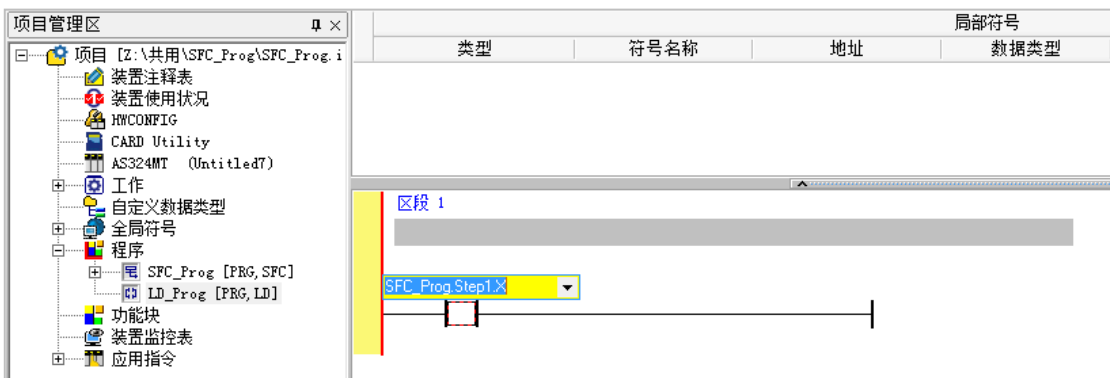 项目管理区
项目 [Z:\共用\SFC_Prog\SFC_Prog.i
装置注释表
装置使用状况
HWCONFIG
CARD Utility
AS324MT (Untitled7)
工作
自定义数据类型
全局符号
程序
SFC_Prog [PRG,SFC]
LD_Prog [PRG,LD]
功能块
装置监控表
应用指令
局部符号
类型 符号名称 地址 数据类型
区段 1
SFC_Prog.Step1.X